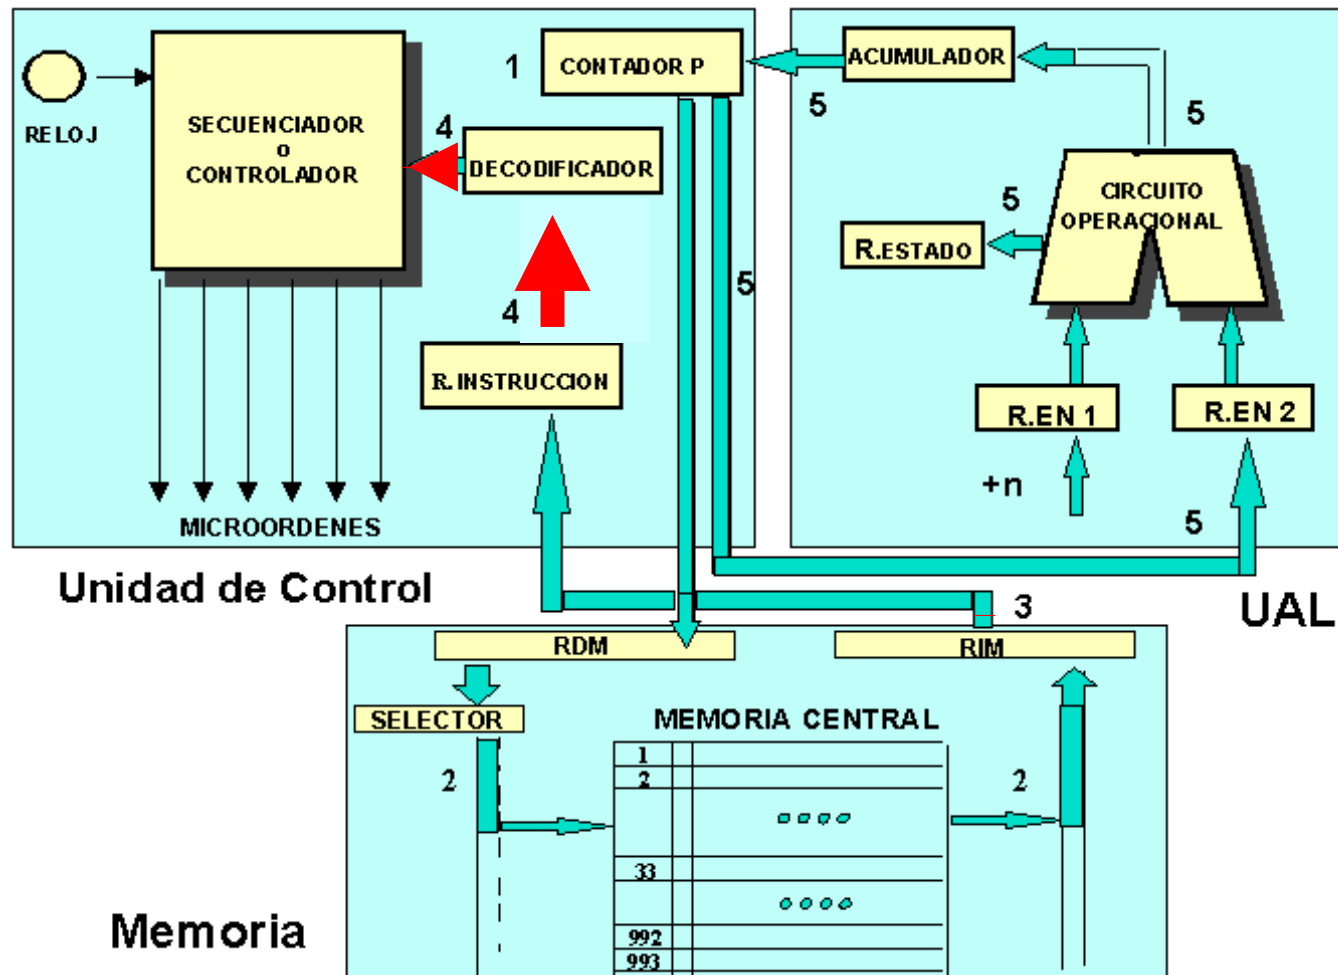 1
CONTADOR P
ACUMULADOR
5
5
RELOJ
SECUENCIADOR
o
CONTROLADOR
4
DECODIFICADOR
CIRCUITO
OPERACIONAL
5
R.ESTADO
5
4
R.INSTRUCCION
R.EN 1
R.EN 2
+n
5
MICROORDENES
Unidad de Control
3
UAL
RDM
RIM
SELECTOR
MEMORIA CENTRAL
2
1
2
2
33
992
993
Memoria